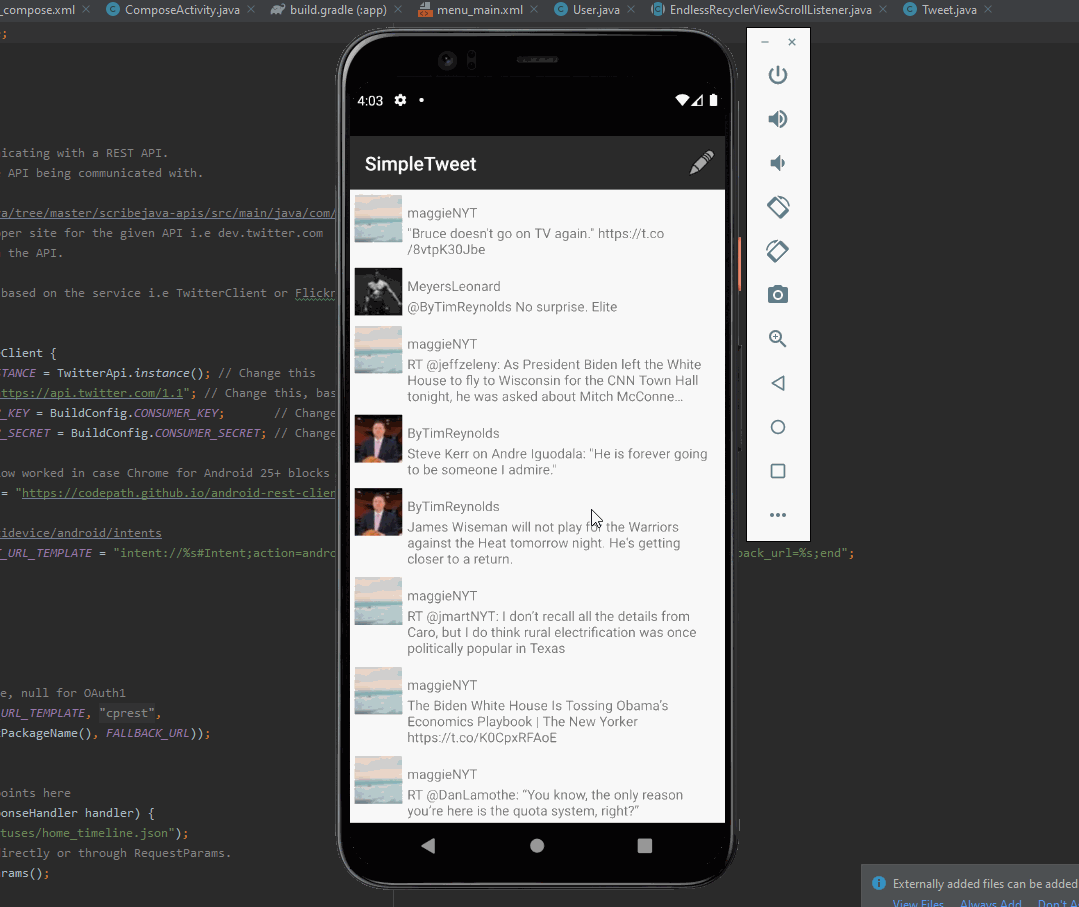 _compose.xml
ComposeActivity.java
build.gradle (:app)
menu_main.xml
User.java
EndlessRecyclerViewScrollListener.java
Tweet.java
;
icating with a REST API.
API being communicated with.
a/tree/master/scribejava-apis/src/main/java/com/
per site for the given API i.e dev.twitter.com
the API.
based on the service i.e TwitterClient or Flickr
eClient {
STANCE = TwitterApi.instance(); // Change this
https://api.twitter.com/1.1"; // Change this, bas
_KEY = BuildConfig.CONSUMER_KEY; // Change
_SECRET = BuildConfig.CONSUMER_SECRET; // Change
low worked in case Chrome for Android 25+ blocks
= "https://codepath.github.io/android-rest-clien
idevice/android/intents
_URL_TEMPLATE = "intent://%s#Intent;action=andro
back_url=%s;end";
e, null for OAuth1
URL_TEMPLATE, "cprest",
tPackageName(), FALLBACK_URL));
points here
ponseHandler handler) {
tuses/home_timeline.json");
directly or through RequestParams.
rams();
4:03
SimpleTweet
maggieNYT
"Bruce doesn't go on TV again." https://t.co
/8vtpK30Jbe
MeyersLeonard
@ByTimReynolds No surprise. Elite
maggieNYT
RT @jeffzeleny: As President Biden left the White
House to fly to Wisconsin for the CNN Town Hall
tonight, he was asked about Mitch McConne…
ByTimReynolds
Steve Kerr on Andre Iguodala: "He is forever going
to be someone I admire."
ByTimReynolds
James Wiseman will not play for the Warriors
against the Heat tomorrow night. He's getting
closer to a return.
maggieNYT
RT @jmartNYT: I don’t recall all the details from
Caro, but I do think rural electrification was once
politically popular in Texas
maggieNYT
The Biden White House Is Tossing Obama’s
Economics Playbook | The New Yorker
https://t.co/K0CpxRFAoE
maggieNYT
RT @DanLamothe: “You know, the only reason
you’re here is the quota system, right?”
Externally added files can be added
View Files Always Add Don't A